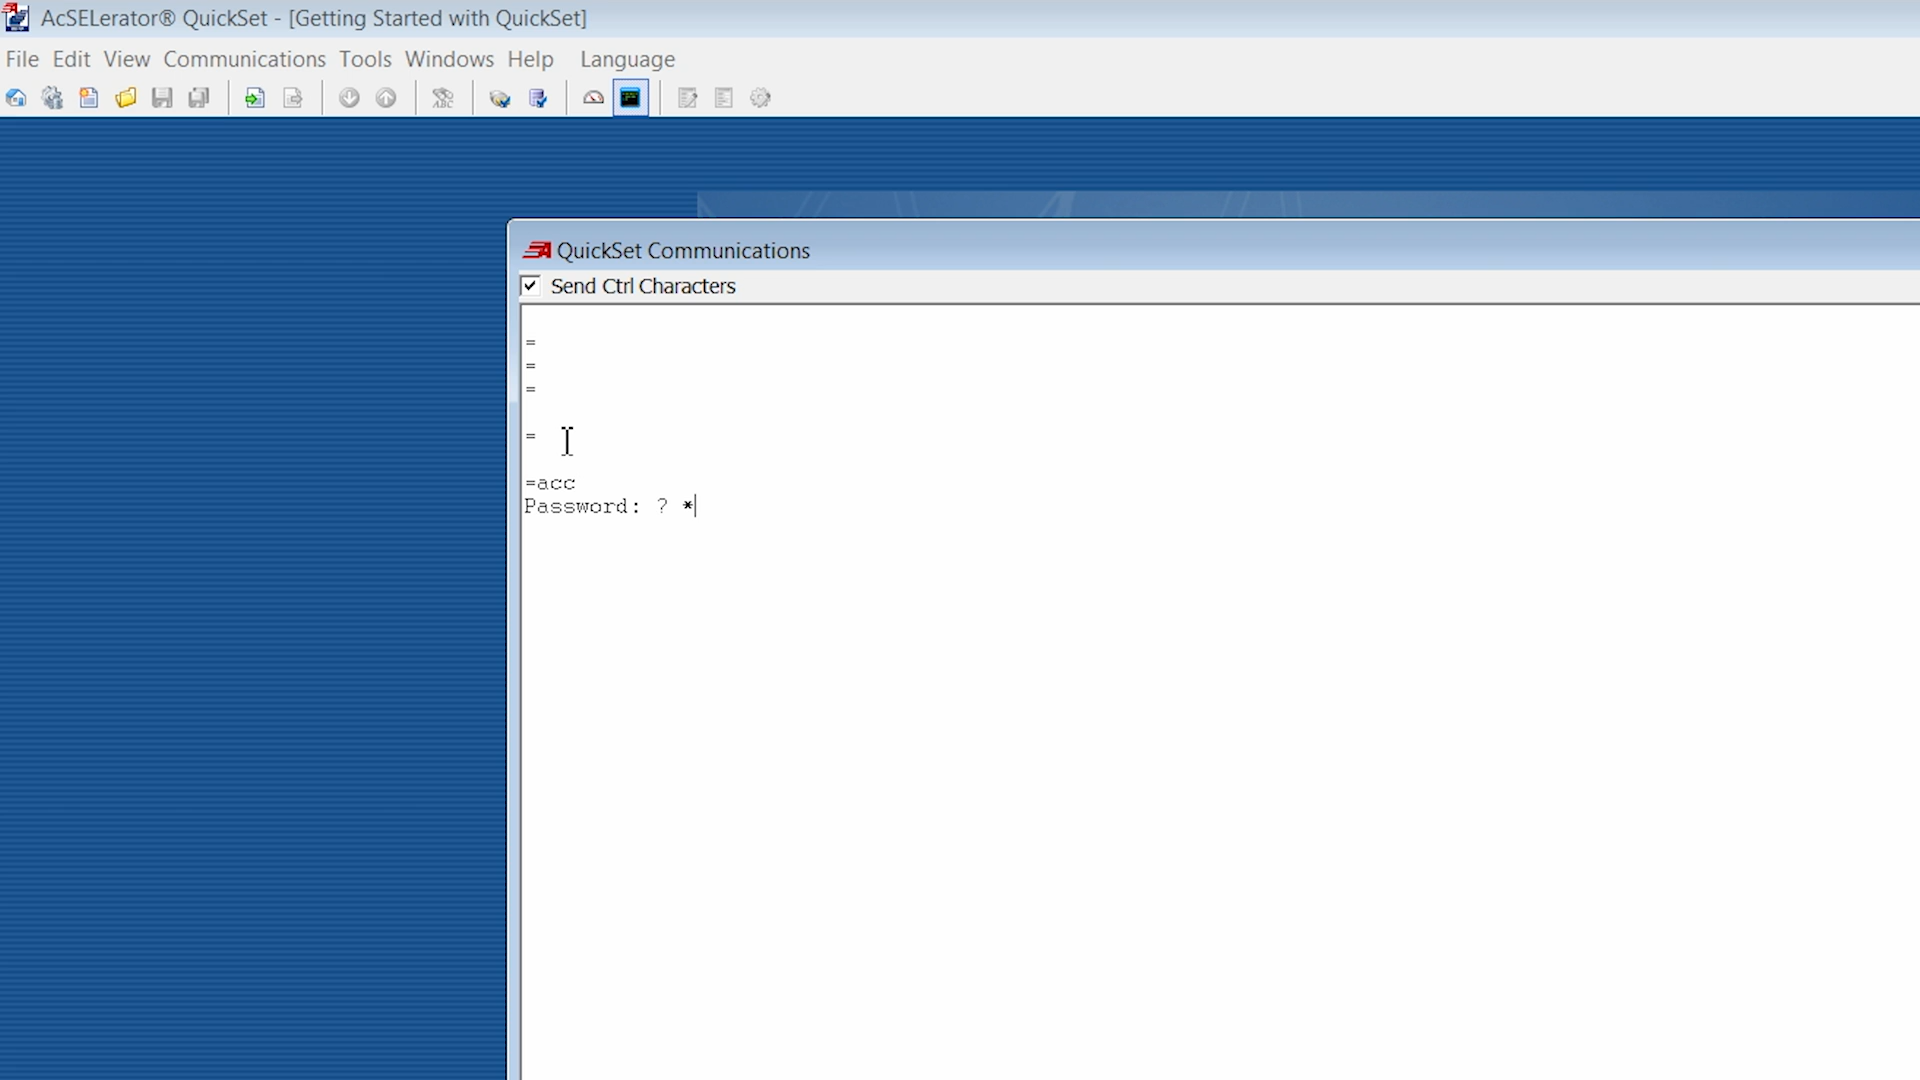 AcSELerator® QuickSet - [Getting Started with QuickSet]
File Edit View Communications Tools Windows Help Language
QuickSet Communications
Send Ctrl Characters
=
=
=
=
=acc
Password: ? *